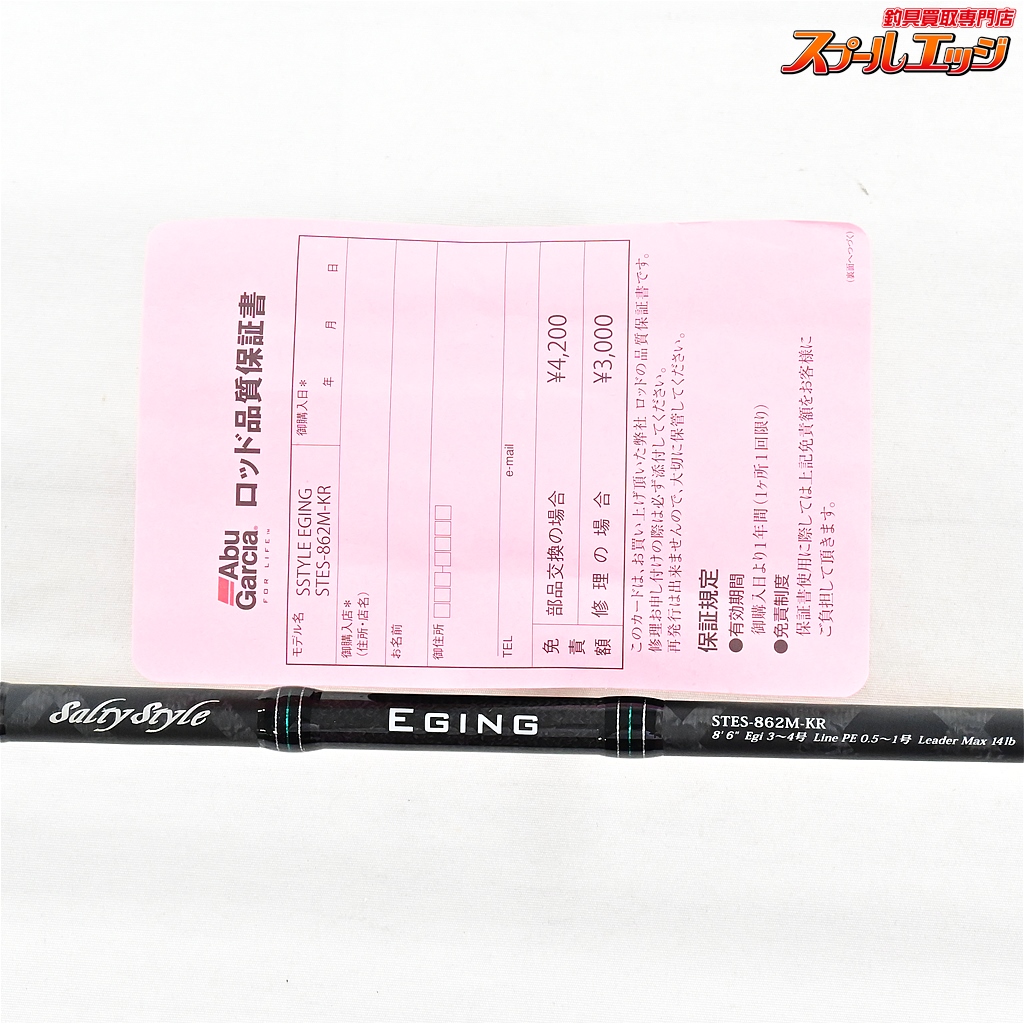 釣具買取専門店
スプールエッジ
Abu
Garcia®
FOR LIFE™
ロッド品質保証書
モデル名
SSTYLE EGING
STES-862M-KR
御購入日*
年 月 日
御購入店*
(住所・店名)
お名前
御住所
□□□-□□□□
TEL
e-mail
免責額
部品交換の場合 ¥4,200
修理の場合 ¥3,000
このカードは、お買い上げ頂いた弊社 ロッドの品質保証書です。
修理お申し付けの際は必ず添付してください。
再発行は出来ませんので、大切に保管してください。
保証規定
●有効期間
御購入日より1年間(1ヶ所1回限り)
●免責制度
保証書使用に際しては上記免責額をお客様に
ご負担して頂きます。
(裏面へつづく)
SaltyStyle
EGING
STES-862M-KR
8'6" Egi 3〜4号 Line PE 0.5〜1号 Leader Max 14lb